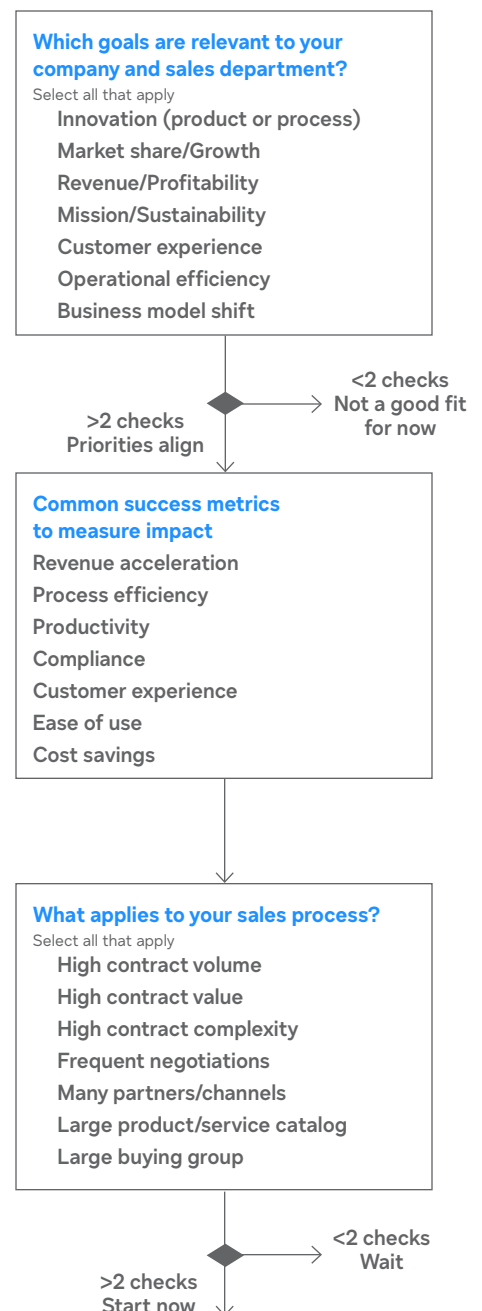 Which goals are relevant to your
company and sales department?
Select all that apply
Innovation (product or process)
Market share/Growth
Revenue/Profitability
Mission/Sustainability
Customer experience
Operational efficiency
Business model shift
<2 checks
Not a good fit
for now
>2 checks
Priorities align
Common success metrics
to measure impact
Revenue acceleration
Process efficiency
Productivity
Compliance
Customer experience
Ease of use
Cost savings
What applies to your sales process?
Select all that apply
High contract volume
High contract value
High contract complexity
Frequent negotiations
Many partners/channels
Large product/service catalog
Large buying group
<2 checks
Wait
>2 checks
Start now